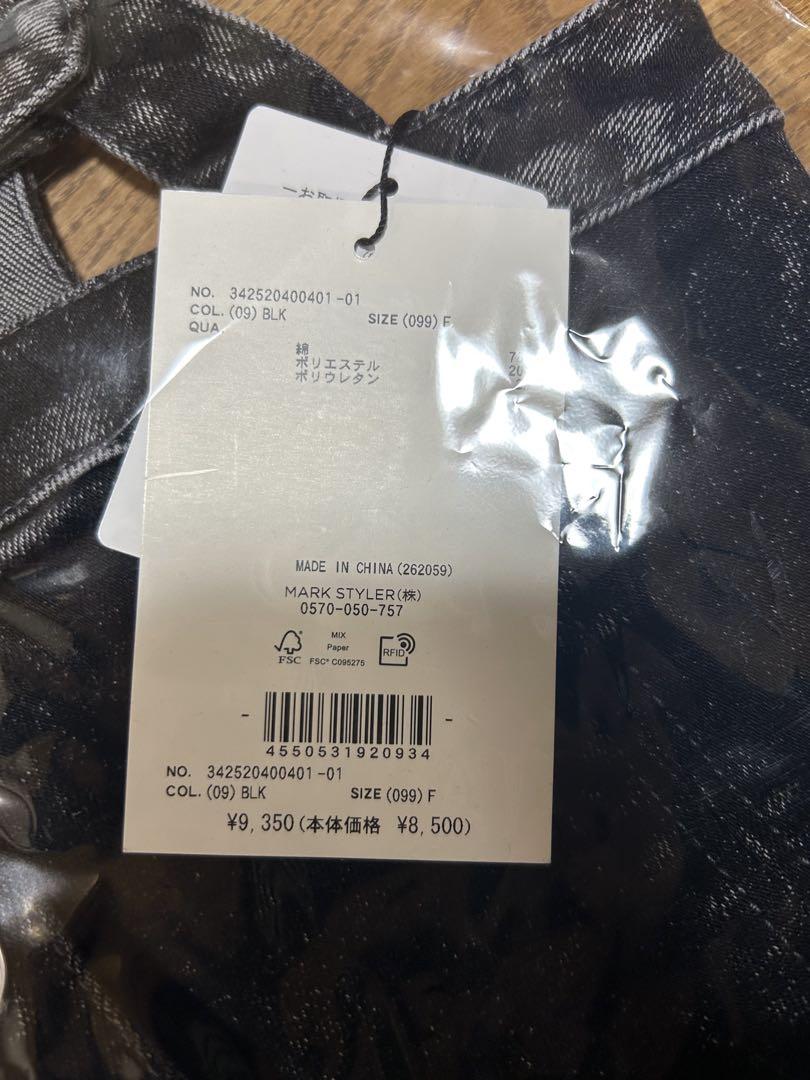 NO. 342520400401-01
COL. (09) BLK SIZE (099) F
QUA
綿
ポリエステル 20
ポリウレタン
MADE IN CHINA (262059)
MARK STYLER(株)
0570-050-757
FSC
MIX
Paper
FSC® C095275
RFID
- -
4550531920934
NO. 342520400401-01
COL. (09) BLK SIZE (099) F
¥9,350(本体価格 ¥8,500)